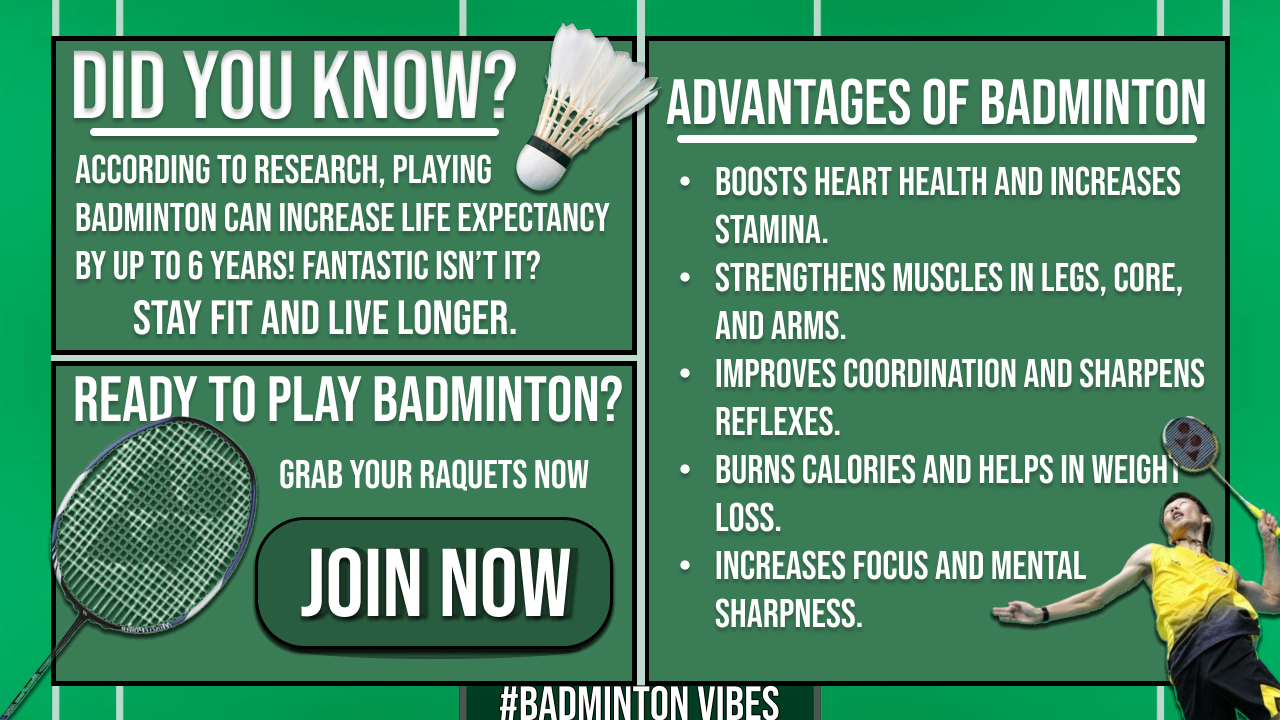 DID YOU KNOW?
ACCORDING TO RESEARCH, PLAYING
BADMINTON CAN INCREASE LIFE EXPECTANCY
BY UP TO 6 YEARS! FANTASTIC ISN'T IT?
STAY FIT AND LIVE LONGER.
READY TO PLAY BADMINTON?
GRAB YOUR RAQUETS NOW
JOIN NOW
ADVANTAGES OF BADMINTON
• BOOSTS HEART HEALTH AND INCREASES
STAMINA.
• STRENGTHENS MUSCLES IN LEGS, CORE,
AND ARMS.
• IMPROVES COORDINATION AND SHARPENS
REFLEXES.
• BURNS CALORIES AND HELPS IN WEIGHT
LOSS.
• INCREASES FOCUS AND MENTAL
SHARPNESS.
#BADMINTON VIBES